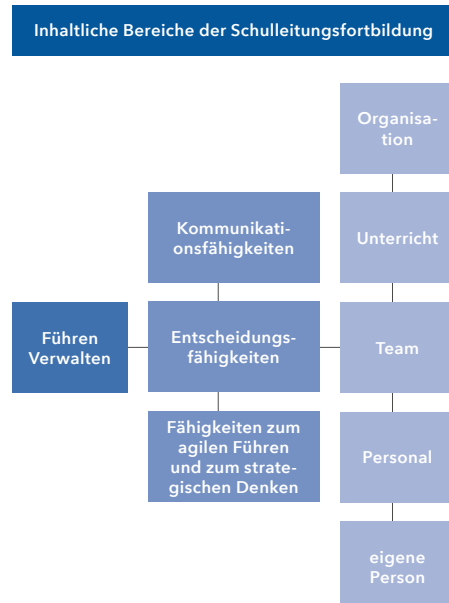 Inhaltliche Bereiche der Schulleitungsfortbildung
Organisa-
tion
Kommunikati-
onsfähigkeiten
Unterricht
Führen
Verwalten
Entscheidungs-
fähigkeiten
Team
Fähigkeiten zum
agilen Führen
und zum strate-
gischen Denken
Personal
eigene
Person